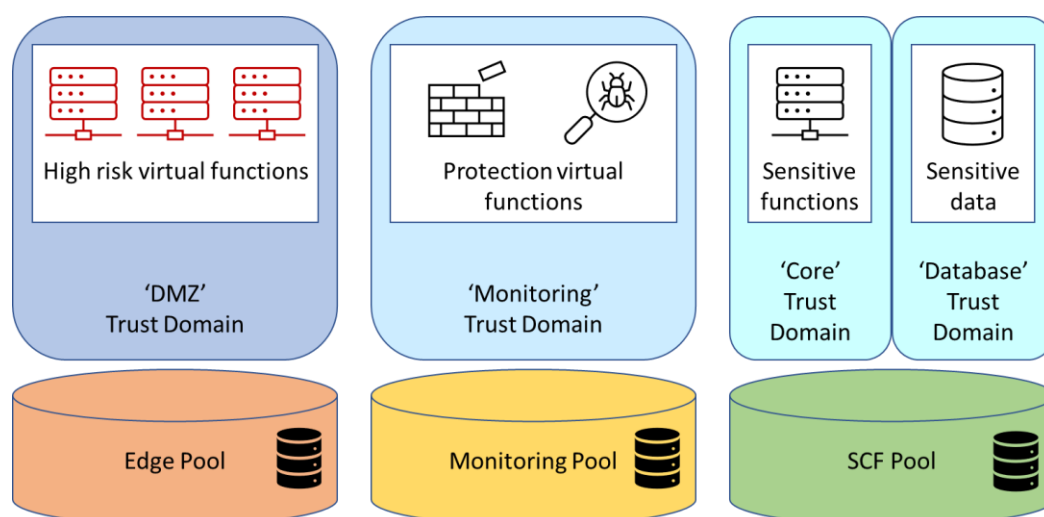 High risk virtual functions
‘DMZ’
Trust Domain
Edge Pool
Protection virtual
functions
‘Monitoring’
Trust Domain
Monitoring Pool
Sensitive
functions
‘Core’
Trust
Domain
Sensitive
data
‘Database’
Trust
Domain
SCF Pool